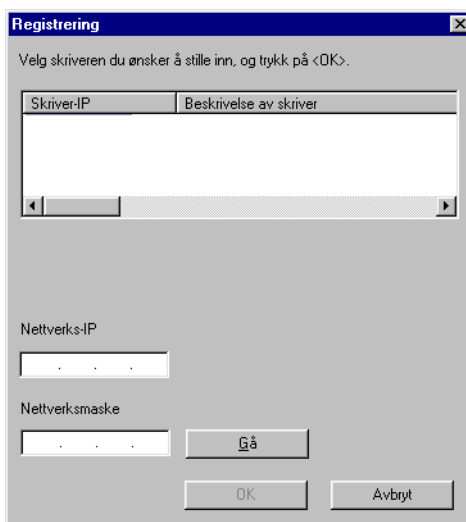 Registrering
Velg skriveren du ønsker å stille inn, og trykk på <OK>.
Skriver-IP Beskrivelse av skriver
Nettverks-IP
. . .
Nettverksmaske
. . . Gå
OK Avbryt